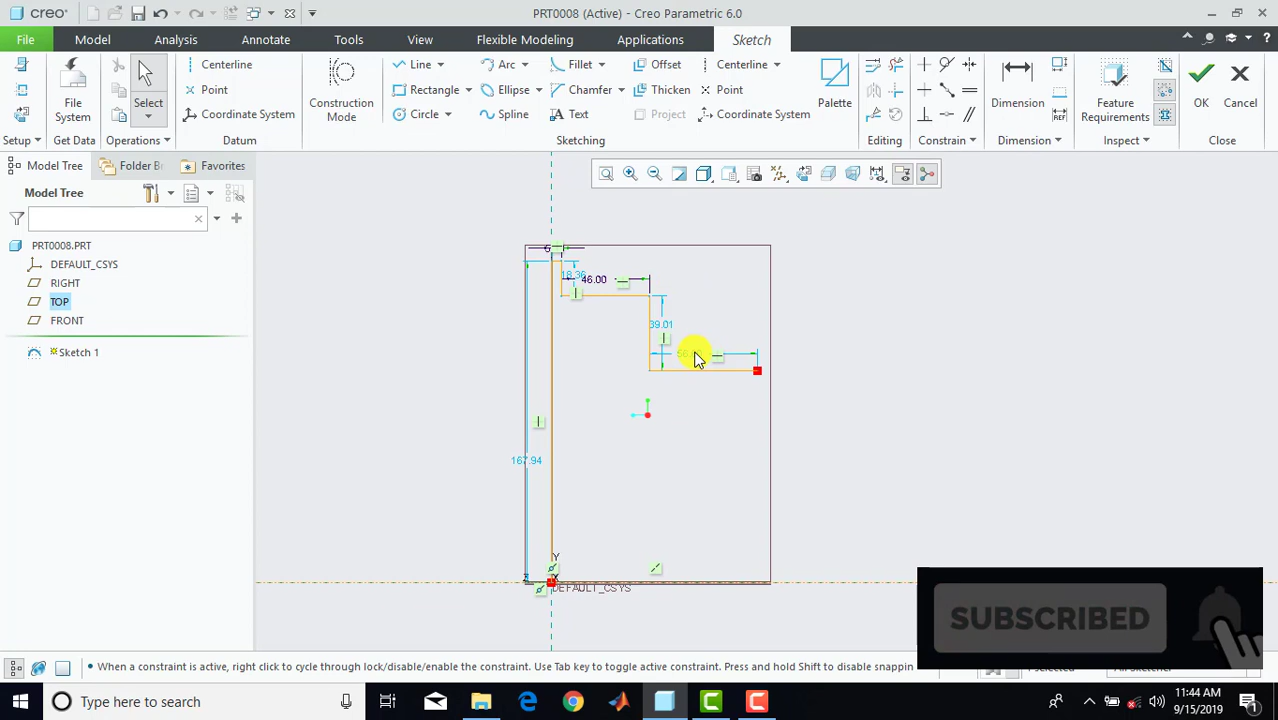 creo
PRT0008 (Active) - Creo Parametric 6.0
File Model Analysis Annotate Tools View Flexible Modeling Applications Sketch
Centerline Line Arc Fillet Offset Centerline
Point Rectangle Ellipse Chamfer Thicken Point
Coordinate System Circle Spline Text Project Coordinate System
File System
Select
Construction Mode
Palette
Dimension
Feature Requirements
OK Cancel
Setup Get Data Operations Datum Sketching Editing Constrain Dimension Inspect Close
Model Tree Folder Br Favorites
Model Tree
PRT0008.PRT
DEFAULT_CSYS
RIGHT
TOP
FRONT
Sketch 1
18.36
46.00
39.01
167.94
Y
X
DEFAULT_CSYS
SUBSCRIBED
When a constraint is active, right click to cycle through lock/disable/enable the constraint. Use Tab key to toggle active constraint. Press and hold Shift to disable snappin
Type here to search
11:44 AM
9/15/2019
1